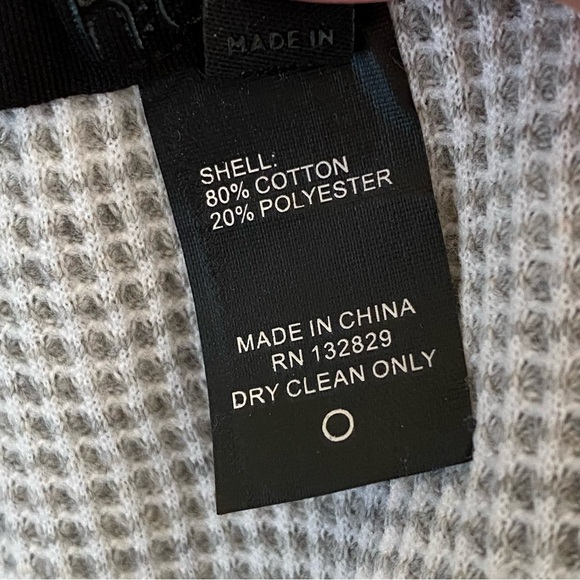 MADE IN
SHELL:
80% COTTON
20% POLYESTER
MADE IN CHINA
RN 132829
DRY CLEAN ONLY